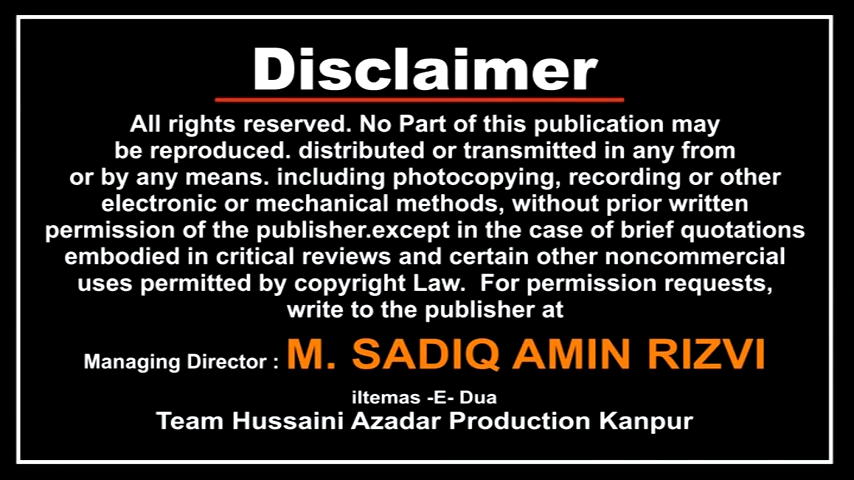 Disclaimer
All rights reserved. No Part of this publication may
be reproduced. distributed or transmitted in any from
or by any means. including photocopying, recording or other
electronic or mechanical methods, without prior written
permission of the publisher.except in the case of brief quotations
embodied in critical reviews and certain other noncommercial
uses permitted by copyright Law.  For permission requests,
write to the publisher at
Managing Director : M. SADIQ AMIN RIZVI
iltemas -E- Dua
Team Hussaini Azadar Production Kanpur